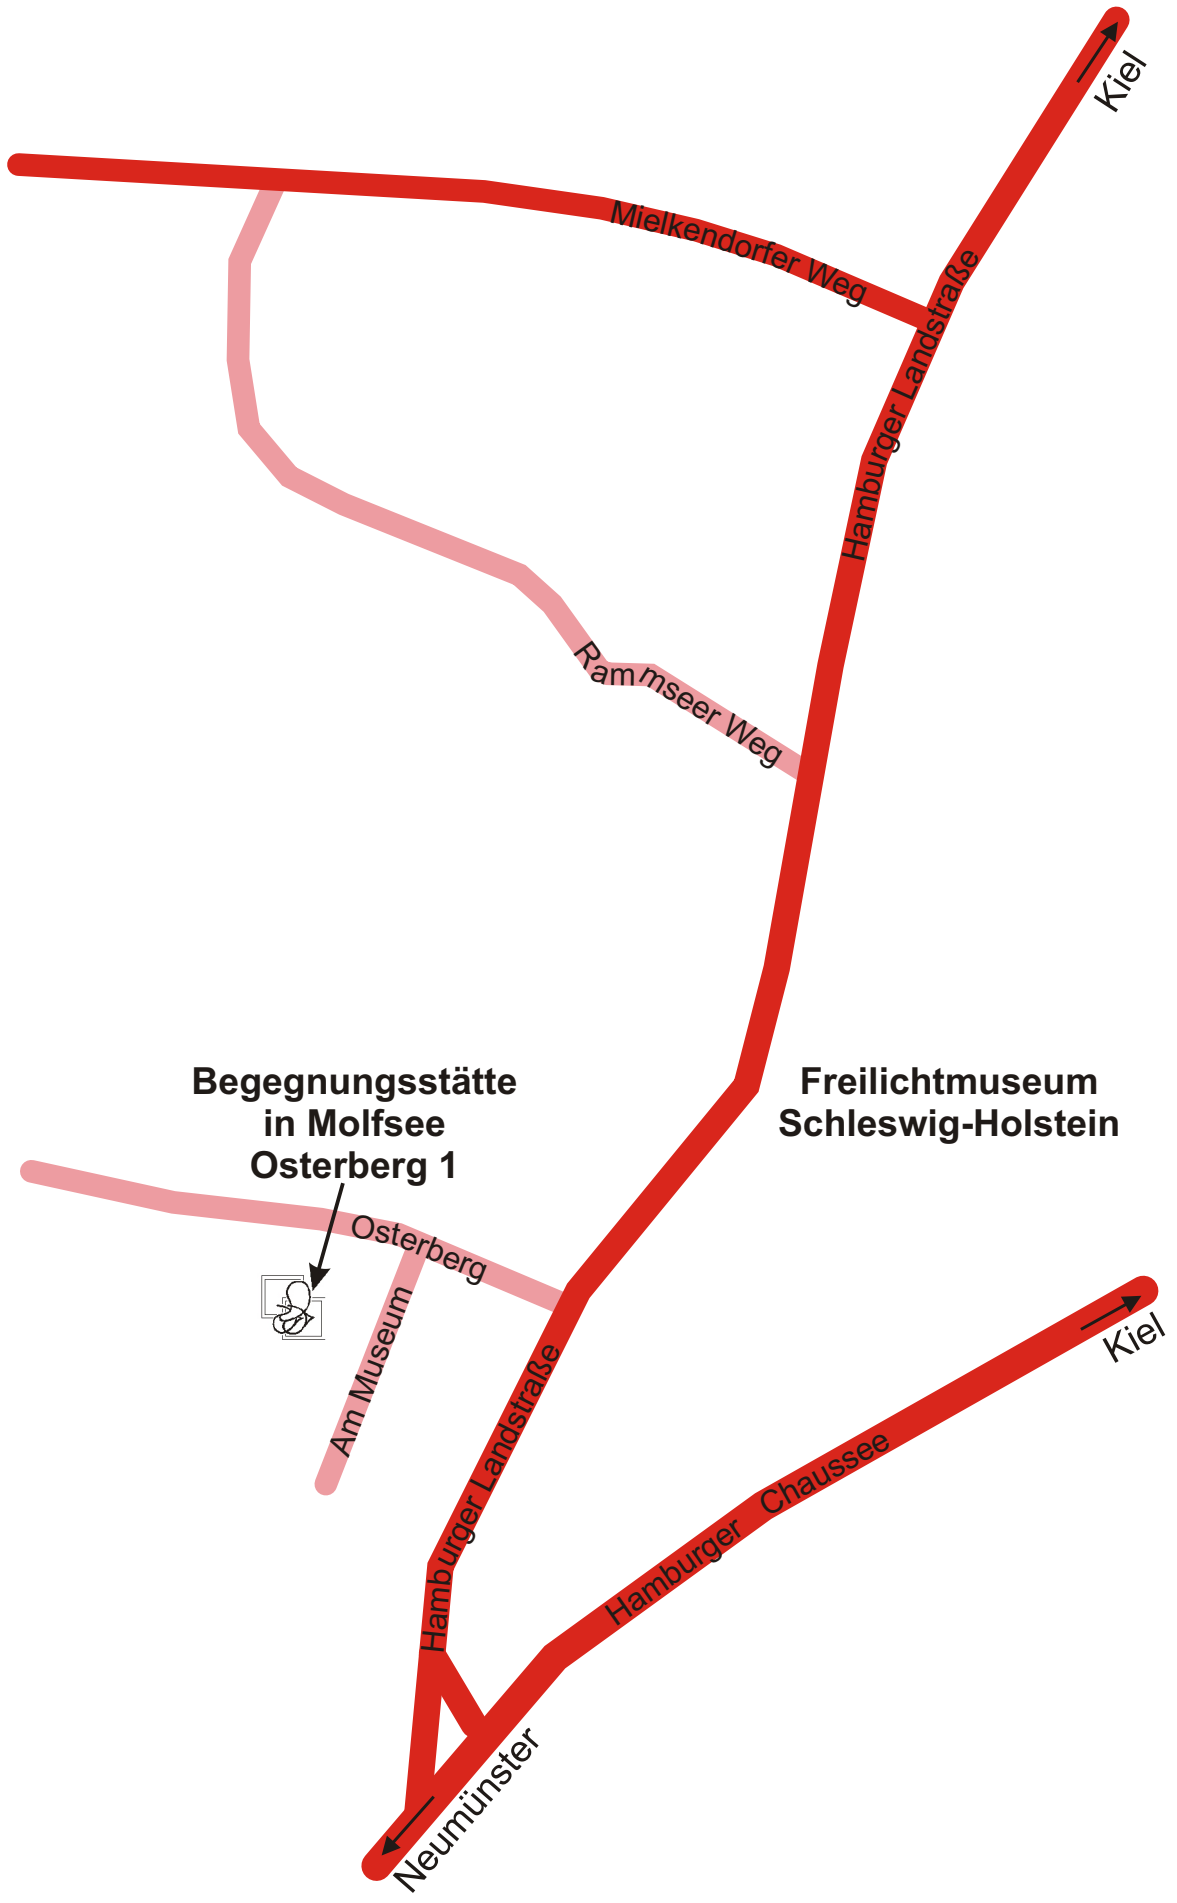 Kiel
Mielkendorfer Weg
Hamburger Landstraße
Rammseer Weg
Begegnungsstätte
in Molfsee
Osterberg 1
Freilichtmuseum
Schleswig-Holstein
Osterberg
Am Museum
Hamburger Landstraße
Kiel
Hamburger Chaussee
Neumünster